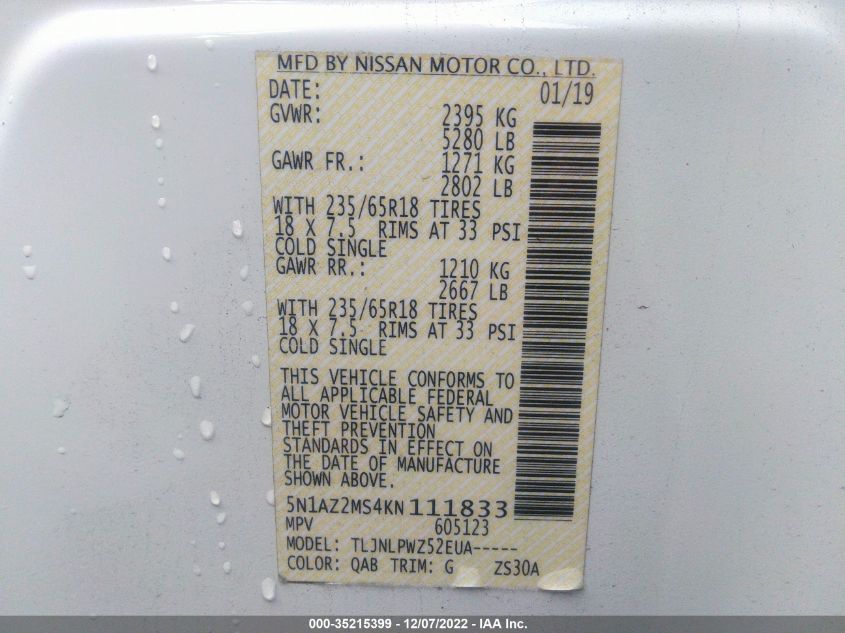 MFD BY NISSAN MOTOR CO., LTD.
DATE: 01/19
GVWR: 2395 KG
5280 LB
GAWR FR.: 1271 KG
2802 LB
WITH 235/65R18 TIRES
18 X 7.5 RIMS AT 33 PSI
COLD SINGLE
GAWR RR.: 1210 KG
2667 LB
WITH 235/65R18 TIRES
18 X 7.5 RIMS AT 33 PSI
COLD SINGLE
THIS VEHICLE CONFORMS TO
ALL APPLICABLE FEDERAL
MOTOR VEHICLE SAFETY AND
THEFT PREVENTION
STANDARDS IN EFFECT ON
THE DATE OF MANUFACTURE
SHOWN ABOVE.
5N1AZ2MS4KN111833
MPV 605123
MODEL: TLJNLPWZ52EUA-----
COLOR: QAB TRIM: G ZS30A
000-35215399 - 12/07/2022 - IAA Inc.